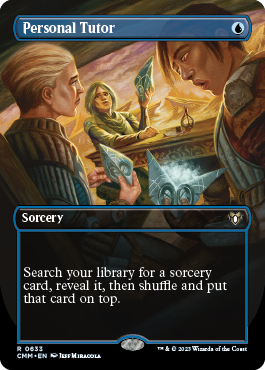 Personal Tutor
Sorcery
Search your library for a sorcery
card, reveal it, then shuffle and put
that card on top.
R 0633
CMM • EN JEFF MIRACOLA
™ & © 2023 Wizards of the Coast